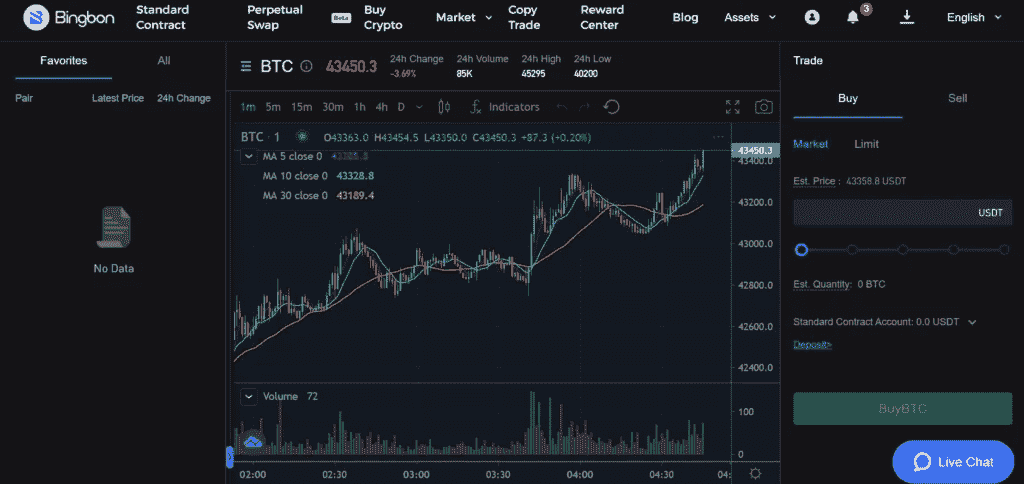 Bingbon
Standard
Contract
Perpetual
Swap
Beta
Buy
Crypto
Market
Copy
Trade
Reward
Center
Blog
Assets
3
English
Favorites
All
Pair
Latest Price
24h Change
No Data
BTC
43450.3
24h Change
-3.69%
24h Volume
85K
24h High
45295
24h Low
40200
1m 5m 15m 30m 1h 4h D
Indicators
BTC · 1
O43363.0 H43454.5 L43350.0 C43450.3 +87.3 (+0.20%)
MA 5 close 0
MA 10 close 0 43328.8
MA 30 close 0 43189.4
43450.3
43400.0
43200.0
43000.0
42800.0
42600.0
42400.0
Volume 72
100
0
02:00 02:30 03:00 03:30 04:00 04:30 04:
Trade
Buy
Sell
Market
Limit
Est. Price : 43358.8 USDT
USDT
Est. Quantity: 0 BTC
Standard Contract Account: 0.0 USDT
Deposit>
BuyBTC
Live Chat